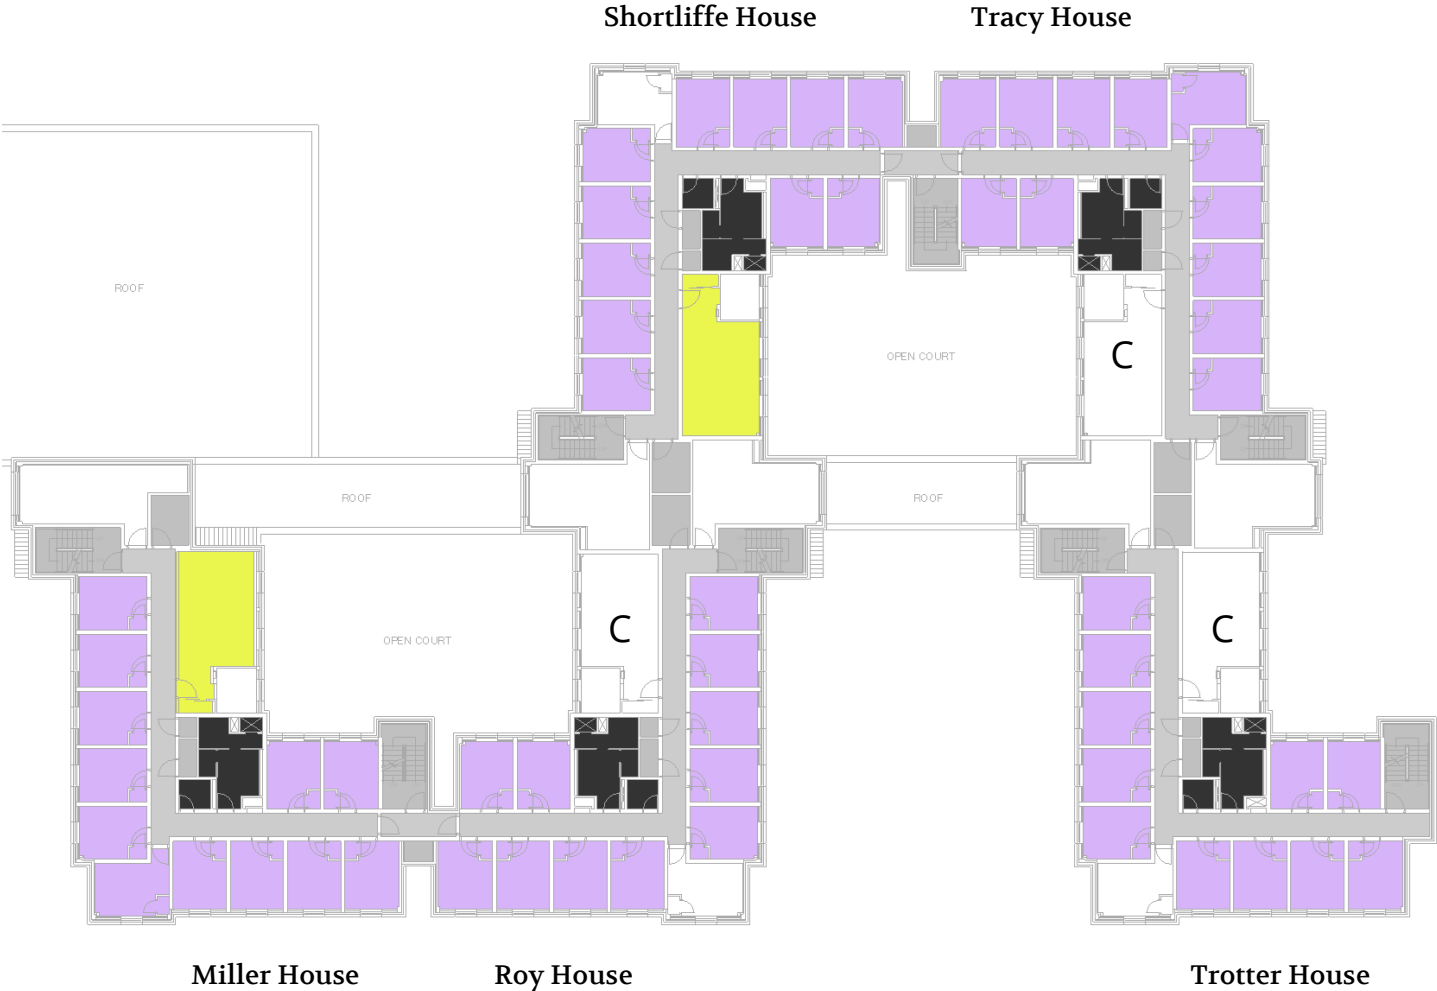 Shortliffe House
Tracy House
ROOF
OPEN COURT
C
ROOF
ROOF
OPEN COURT
C
C
Miller House
Roy House
Trotter House